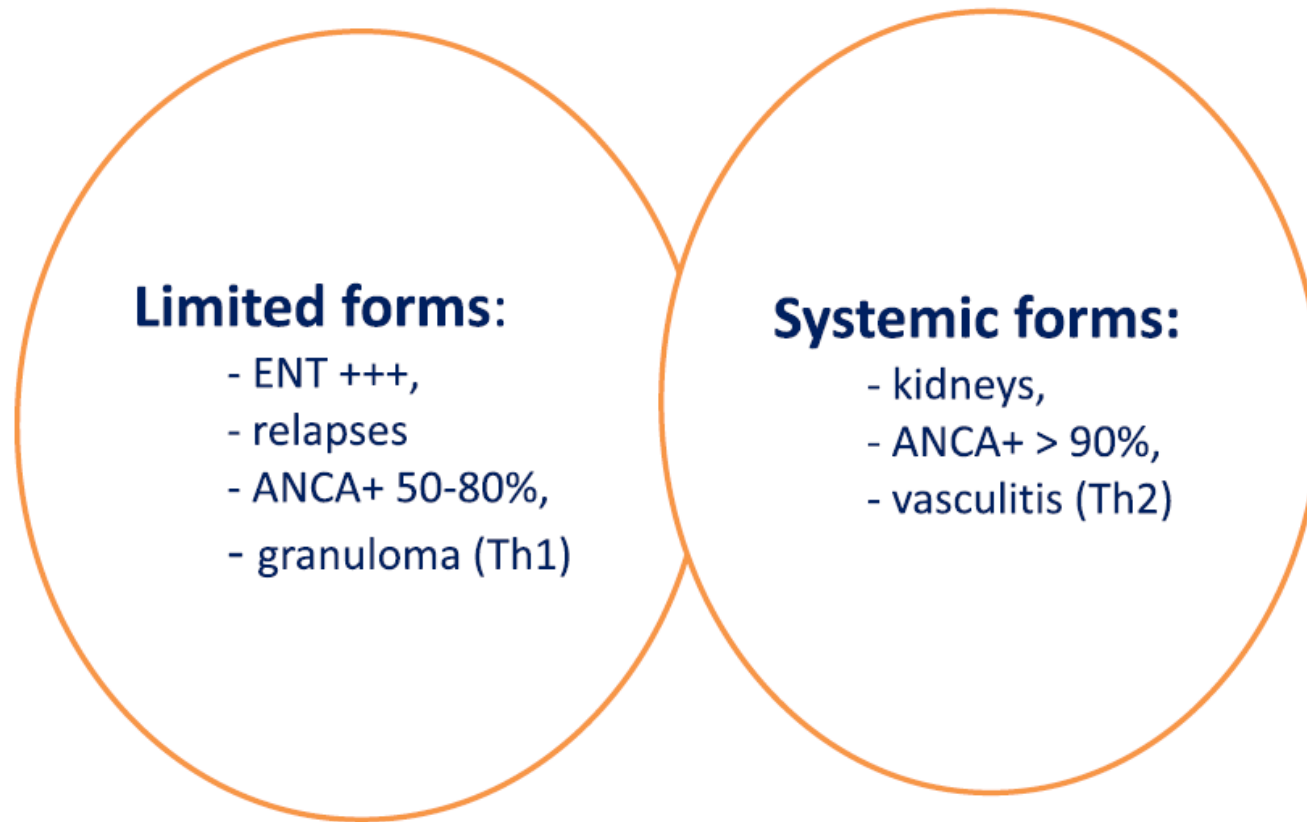 Limited forms:
- ENT +++,
- relapses
- ANCA+ 50-80%,
- granuloma (Th1)
Systemic forms:
- kidneys,
- ANCA+ > 90%,
- vasculitis (Th2)